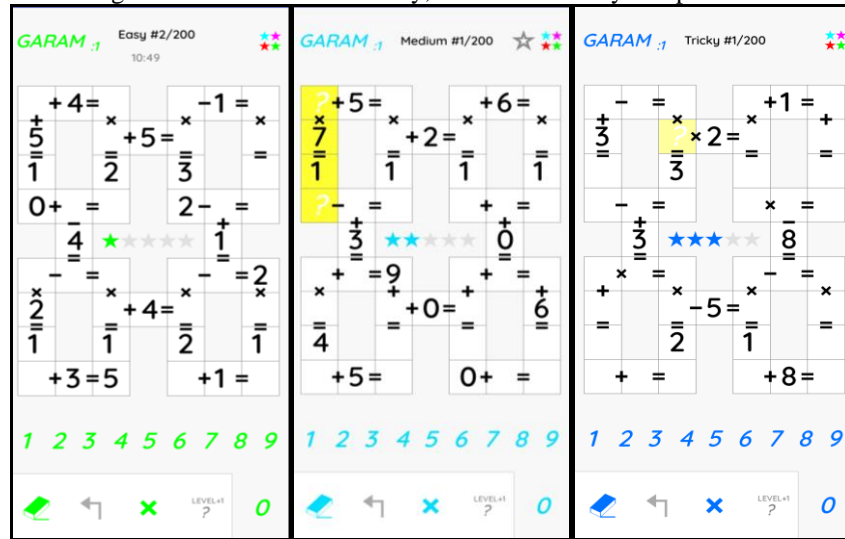 GARAM :1 Easy #2/200
10:49
+4= −1=
+ × × ×
5 +5=
= = = =
1 2 3
0+ = 2− =
− +
4 1
= =
− = − =2
× × × ×
2 +4=
= = = =
1 1 2 1
+3=5 +1=
1 2 3 4 5 6 7 8 9
× LEVEL+1
? 0
GARAM :1 Medium #1/200
?+5= +6=
× × × ×
7 +2=
= = = =
1 1 1 1
?− = + =
+ +
3 0
= =
+ =9 + =
× + × +
+0= 6
= = = =
4
+5= 0+ =
1 2 3 4 5 6 7 8 9
× LEVEL+1
? 0
GARAM :1 Tricky #1/200
− = +1=
+ × × +
3 ?×2=
= = = =
3
− = × =
+ −
3 8
= =
× = − =
+ × × ×
−5=
= = = =
2 1
+ = +8=
1 2 3 4 5 6 7 8 9
× LEVEL+1
? 0